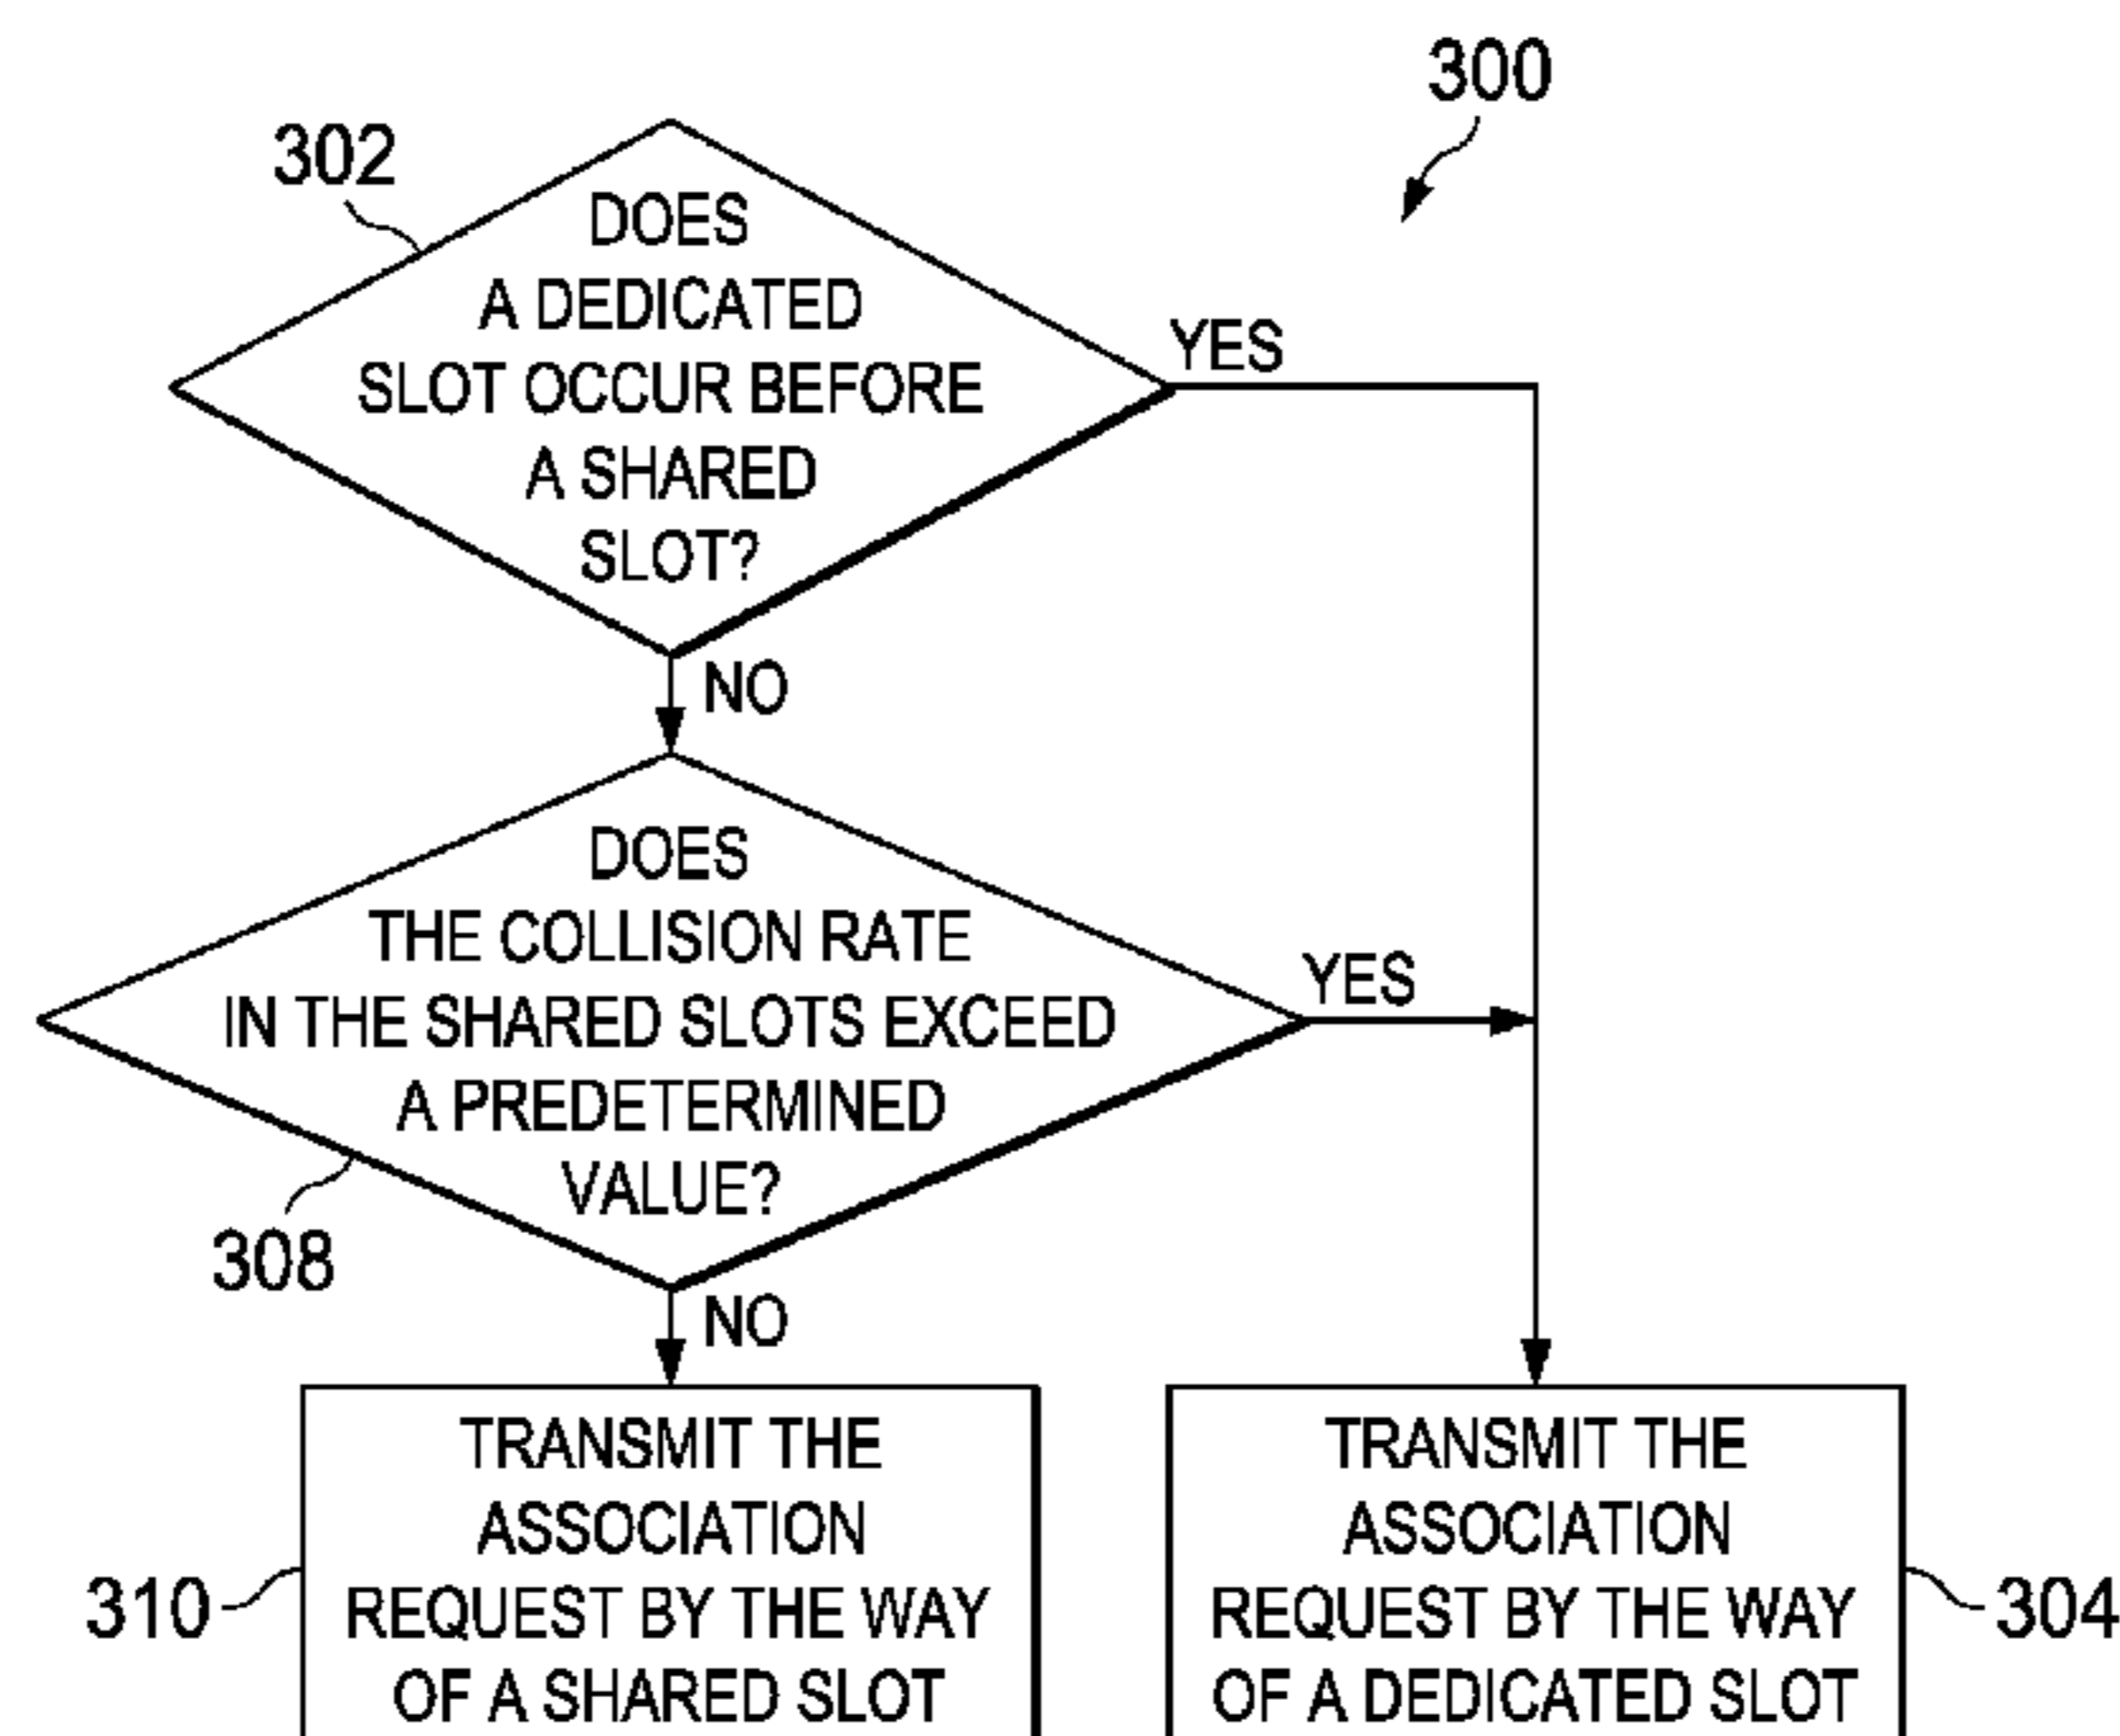 300
302
DOES
A DEDICATED
SLOT OCCUR BEFORE
A SHARED
SLOT?
YES
NO
DOES
THE COLLISION RATE
IN THE SHARED SLOTS EXCEED
A PREDETERMINED
VALUE?
YES
308
NO
TRANSMIT THE
ASSOCIATION
REQUEST BY THE WAY
OF A SHARED SLOT
310
TRANSMIT THE
ASSOCIATION
REQUEST BY THE WAY
OF A DEDICATED SLOT
304